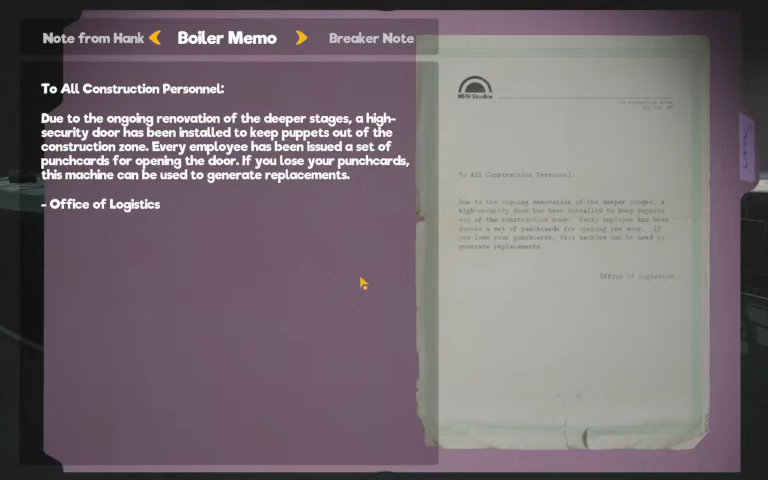 Note from Hank
Boiler Memo
Breaker Note
To All Construction Personnel:
Due to the ongoing renovation of the deeper stages, a high-
security door has been installed to keep puppets out of the
construction zone. Every employee has been issued a set of
punchcards for opening the door. If you lose your punchcards,
this machine can be used to generate replacements.
- Office of Logistics
MFN Studios
To All Construction Personnel:
Due to the ongoing renovation of the deeper stages, a
high-security door has been installed to keep puppets
out of the construction zone. Every employee has been
issued a set of punchcards for opening the door. If
you lose your punchcards, this machine can be used to
generate replacements.
Office of Logistics